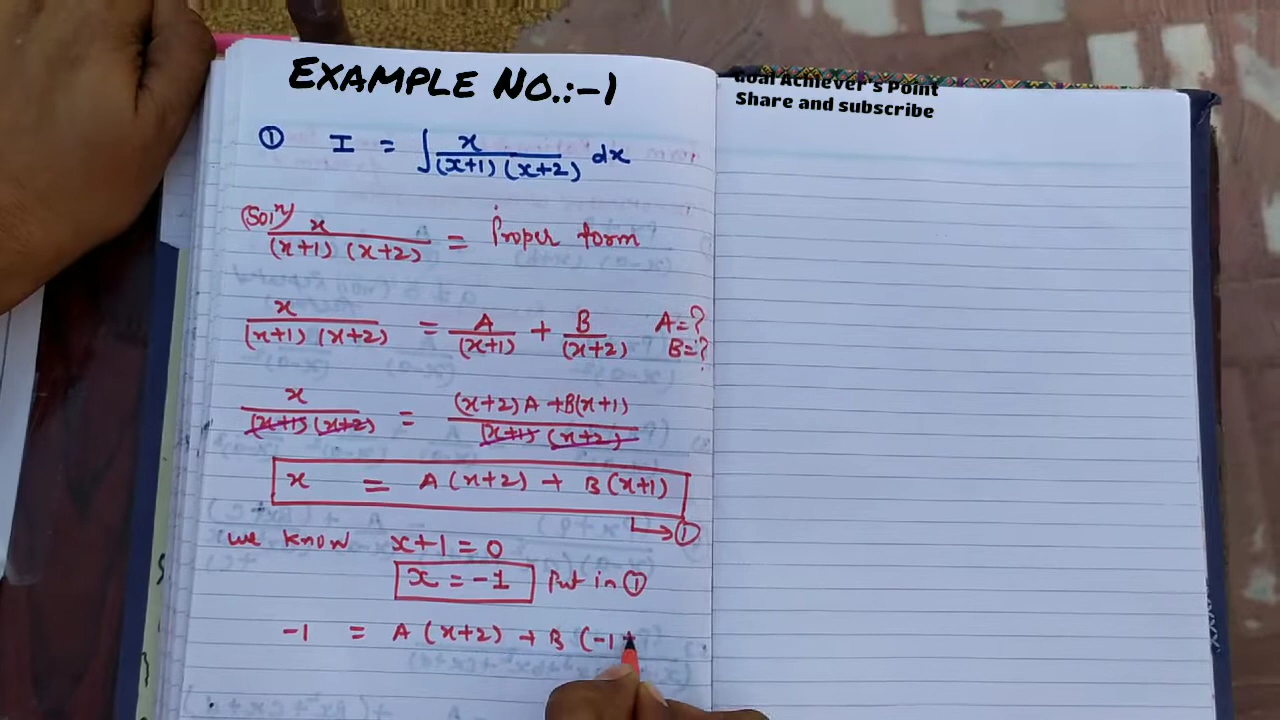 EXAMPLE NO.:-1
Goal Achiever's Point
Share and subscribe
① I = ∫ x/((x+1)(x+2)) dx
(Solⁿ) x/((x+1)(x+2)) = Proper form
x/((x+1)(x+2)) = A/(x+1) + B/(x+2) A=? B=?
x/((x+1)(x+2)) = ((x+2)A+B(x+1))/((x+1)(x+2))
x = A(x+2) + B(x+1)
→①
we know x+1=0
x = -1 Put in ①
-1 = A(x+2) + B(-1+